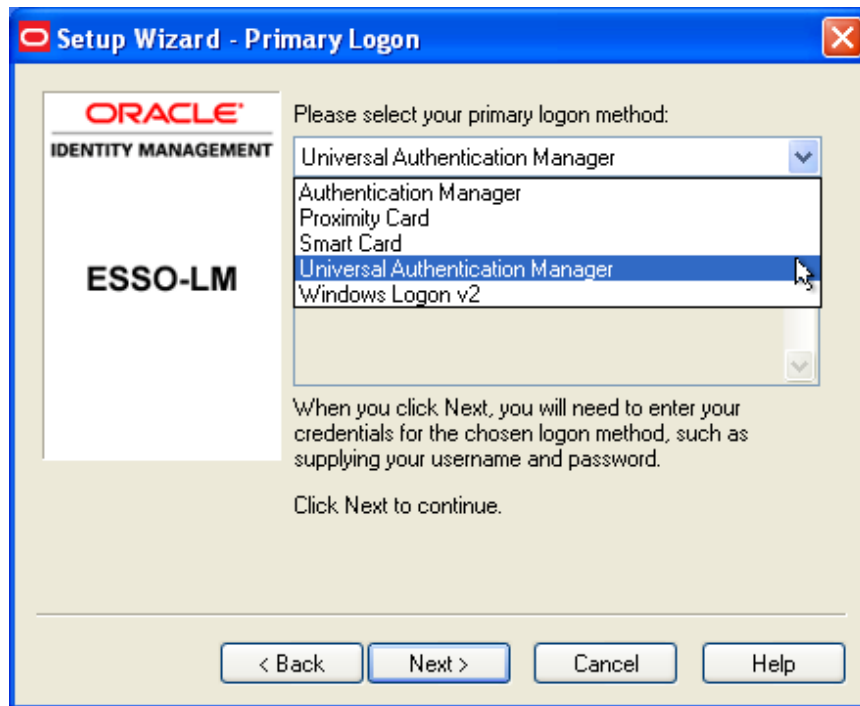 Setup Wizard - Primary Logon
ORACLE
IDENTITY MANAGEMENT
ESSO-LM
Please select your primary logon method:
Universal Authentication Manager
Authentication Manager
Proximity Card
Smart Card
Universal Authentication Manager
Windows Logon v2
When you click Next, you will need to enter your
credentials for the chosen logon method, such as
supplying your username and password.
Click Next to continue.
< Back
Next >
Cancel
Help